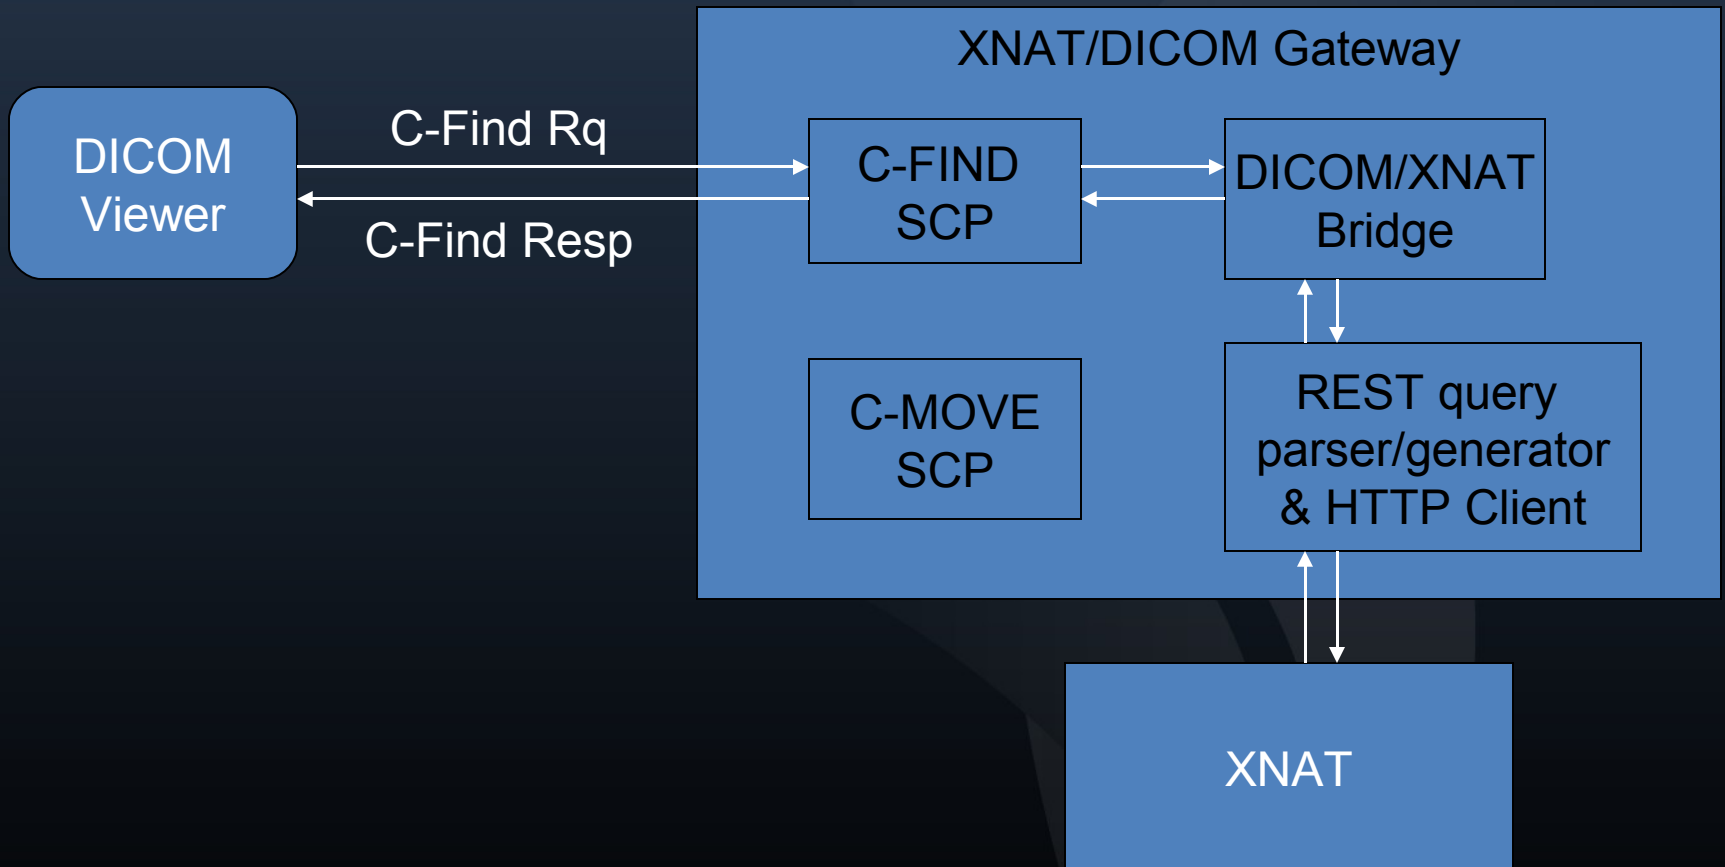 XNAT/DICOM Gateway
DICOM
Viewer
C-Find Rq
C-Find Resp
C-FIND
SCP
DICOM/XNAT
Bridge
C-MOVE
SCP
REST query
parser/generator
& HTTP Client
XNAT